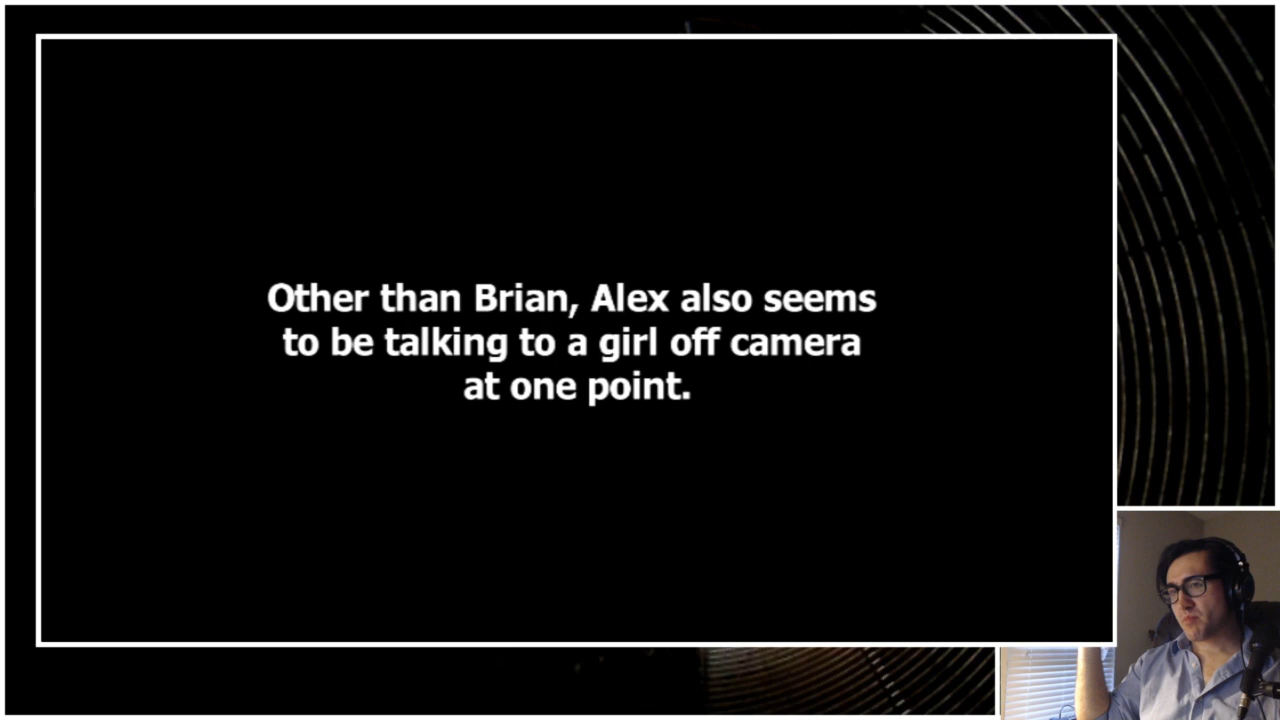 Other than Brian, Alex also seems
to be talking to a girl off camera
at one point.